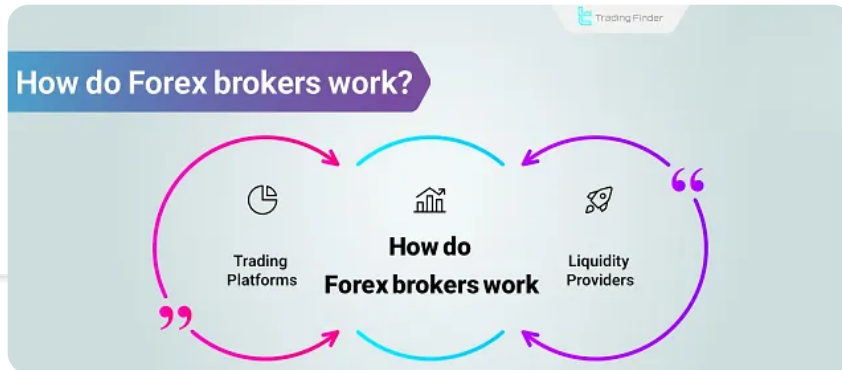 Trading Finder
How do Forex brokers work?
Trading
Platforms
How do
Forex brokers work
Liquidity
Providers